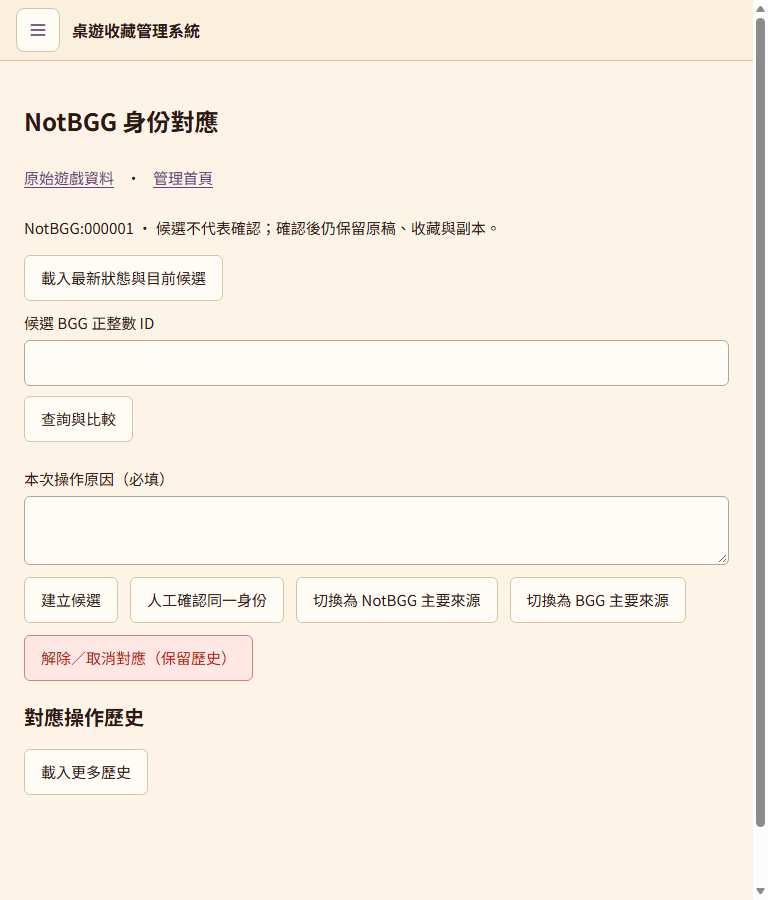 桌遊收藏管理系統
NotBGG 身份對應
原始遊戲資料 · 管理首頁
NotBGG:000001 · 候選不代表確認；確認後仍保留原稿、收藏與副本。
載入最新狀態與目前候選
候選 BGG 正整數 ID
查詢與比較
本次操作原因（必填）
建立候選 人工確認同一身份 切換為 NotBGG 主要來源 切換為 BGG 主要來源
解除／取消對應（保留歷史）
對應操作歷史
載入更多歷史